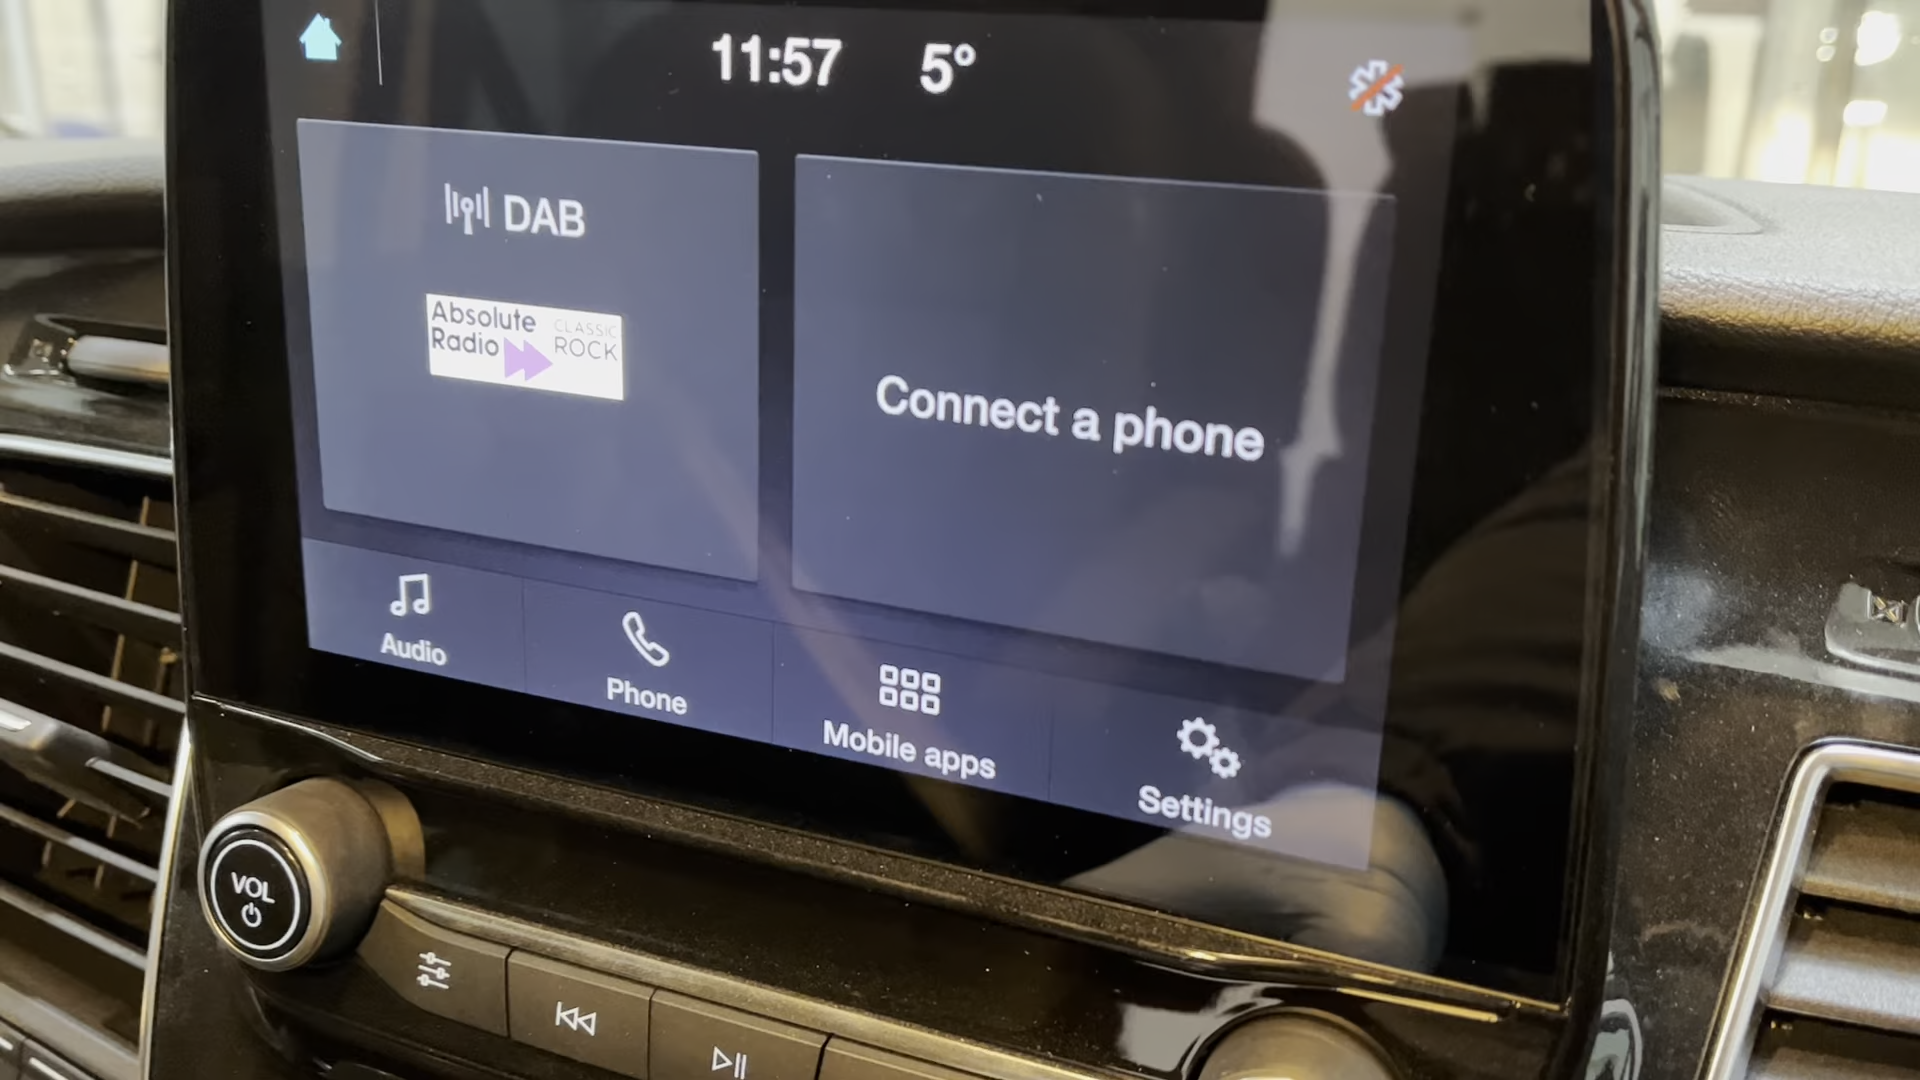 11:57 5°
DAB
Absolute
Radio
CLASSIC
ROCK
Connect a phone
Audio
Phone
Mobile apps
Settings
VOL